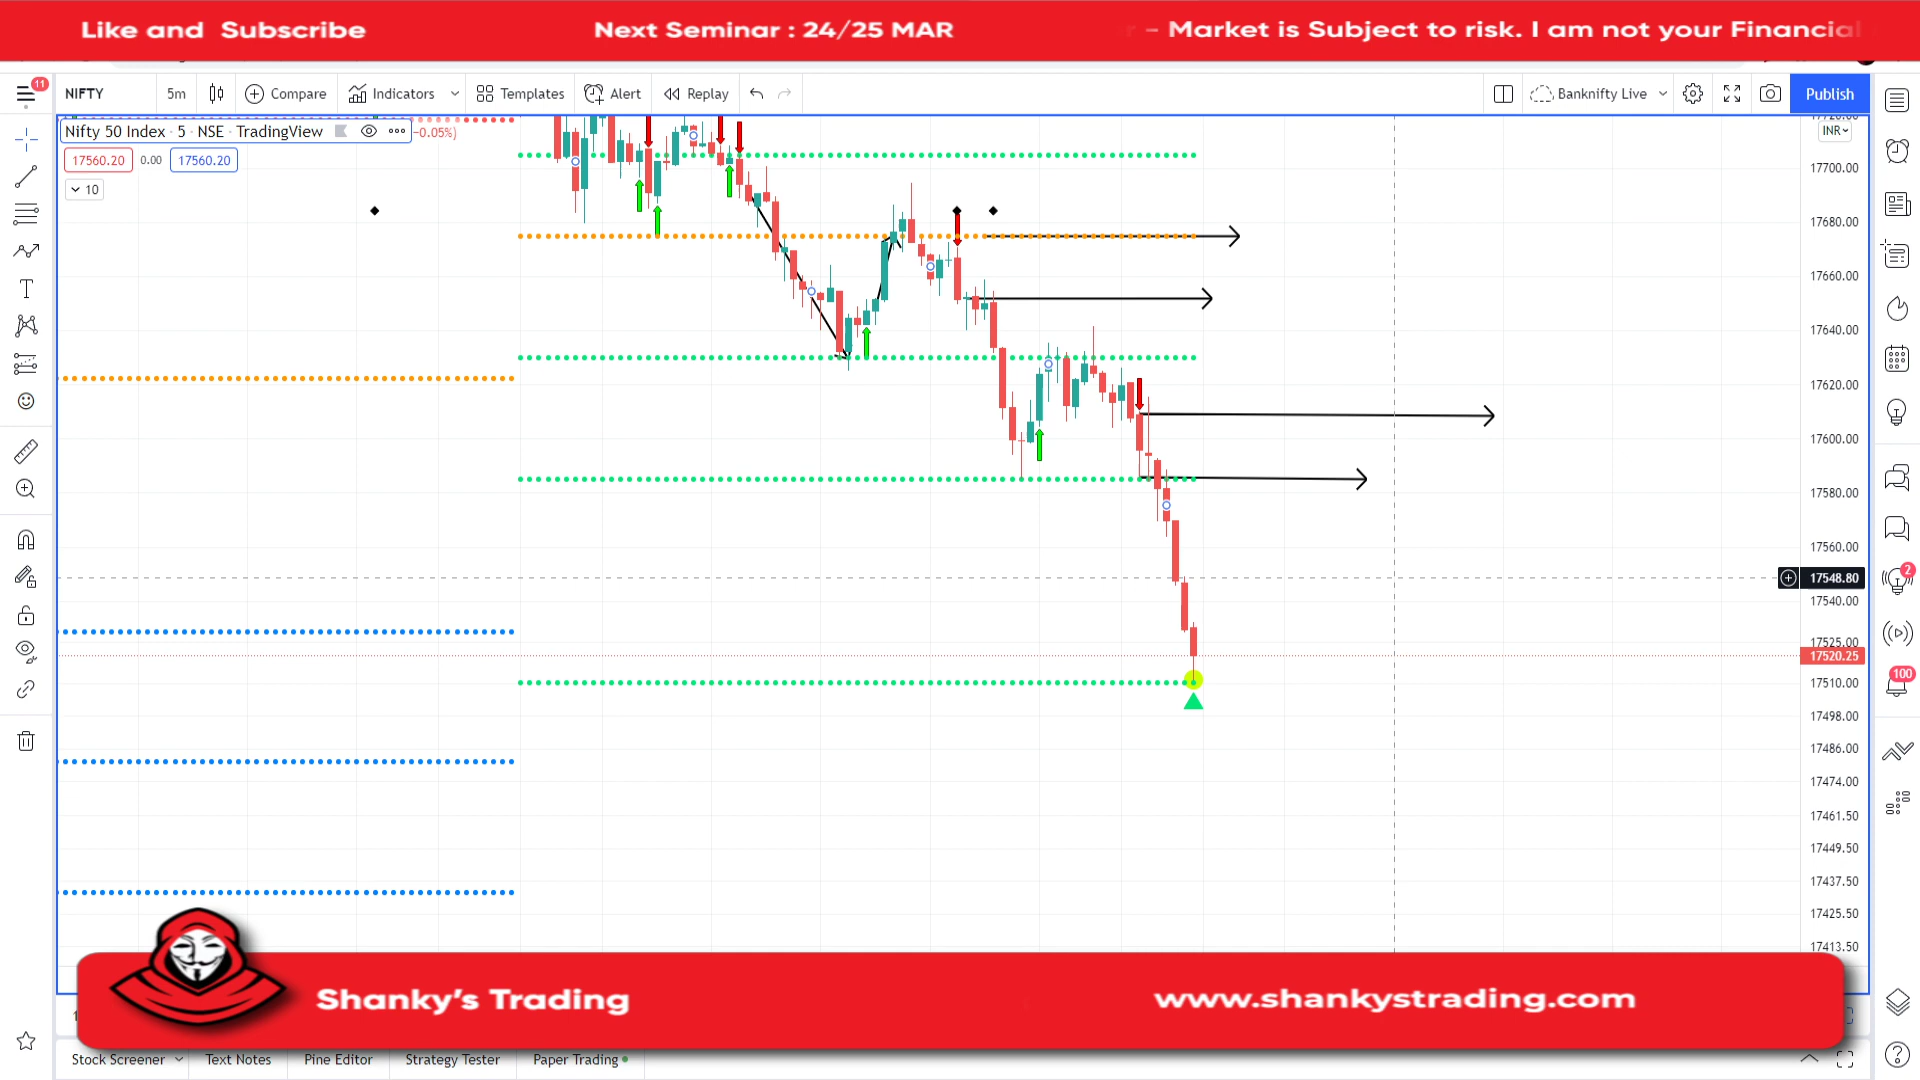 Like and Subscribe
Next Seminar : 24/25 MAR
- Market is Subject to risk. I am not your Financial
11
NIFTY
5m
Compare
Indicators
Templates
Alert
Replay
Banknifty Live
Publish
Nifty 50 Index · 5 · NSE · TradingView
−0.05%)
INR
17560.20
0.00
17560.20
10
17700.00
17680.00
17660.00
17640.00
17620.00
17600.00
17580.00
17560.00
17548.80
17540.00
17525.00
17520.25
17510.00
17498.00
17486.00
17474.00
17461.50
17449.50
17437.50
17425.50
17413.50
2
100
Shanky's Trading
www.shankystrading.com
Stock Screener
Text Notes
Pine Editor
Strategy Tester
Paper Trading